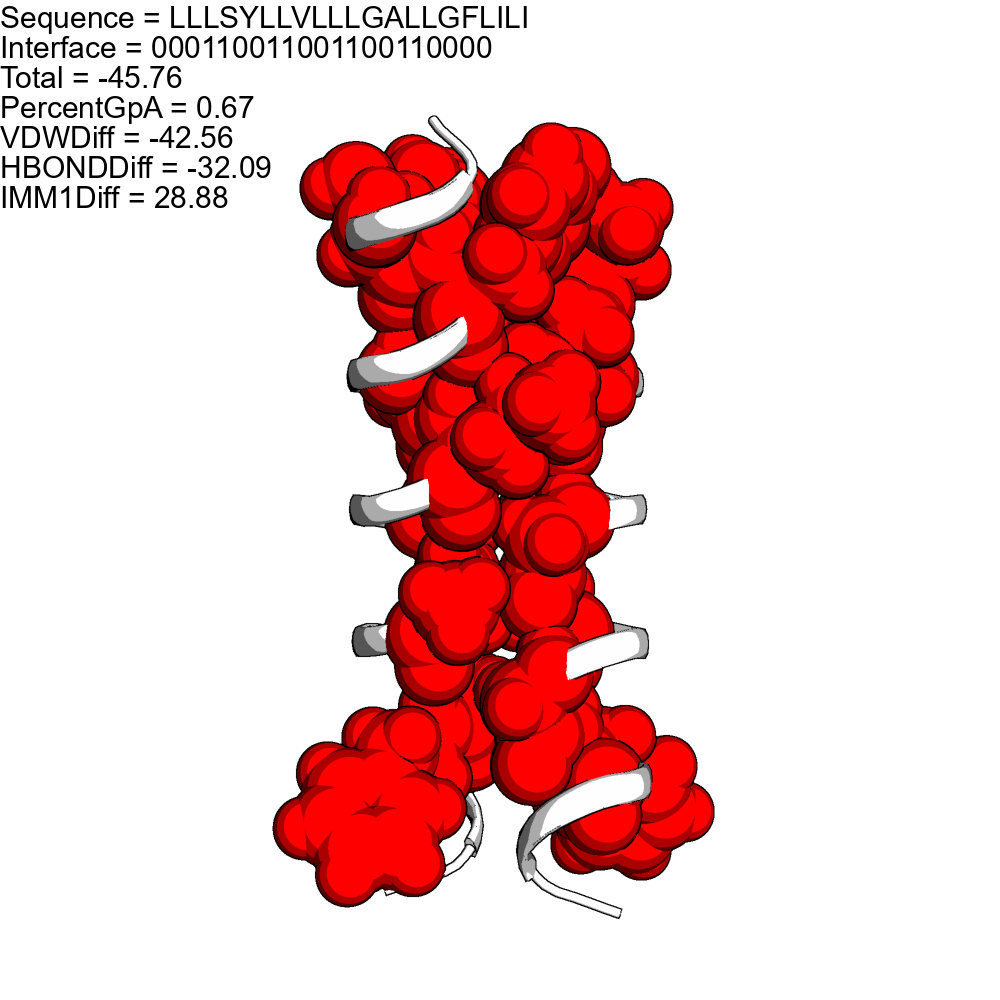 Sequence = LLLSYLLVLLLGALLGFLILI
Interface = 000110011001100110000
Total = -45.76
PercentGpA = 0.67
VDWDiff = -42.56
HBONDDiff = -32.09
IMM1Diff = 28.88